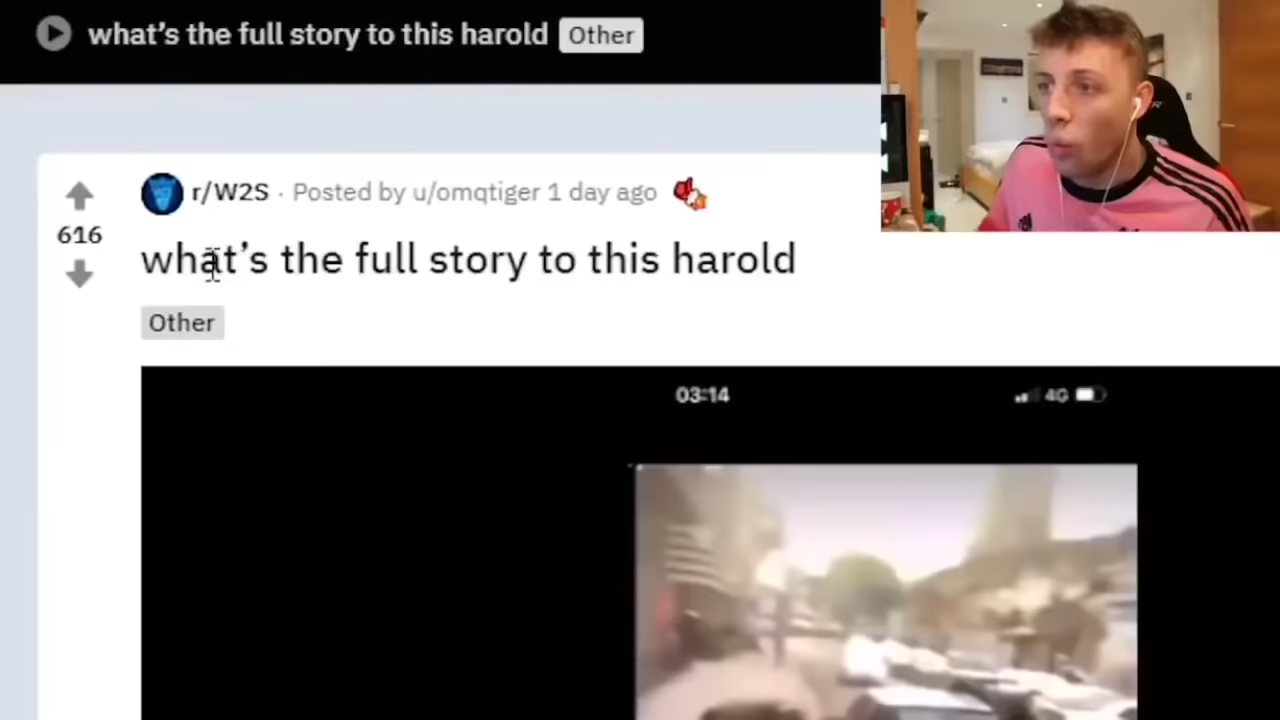 what's the full story to this harold Other
r/W2S · Posted by u/omqtiger 1 day ago
616
what's the full story to this harold
Other
03:14 4G